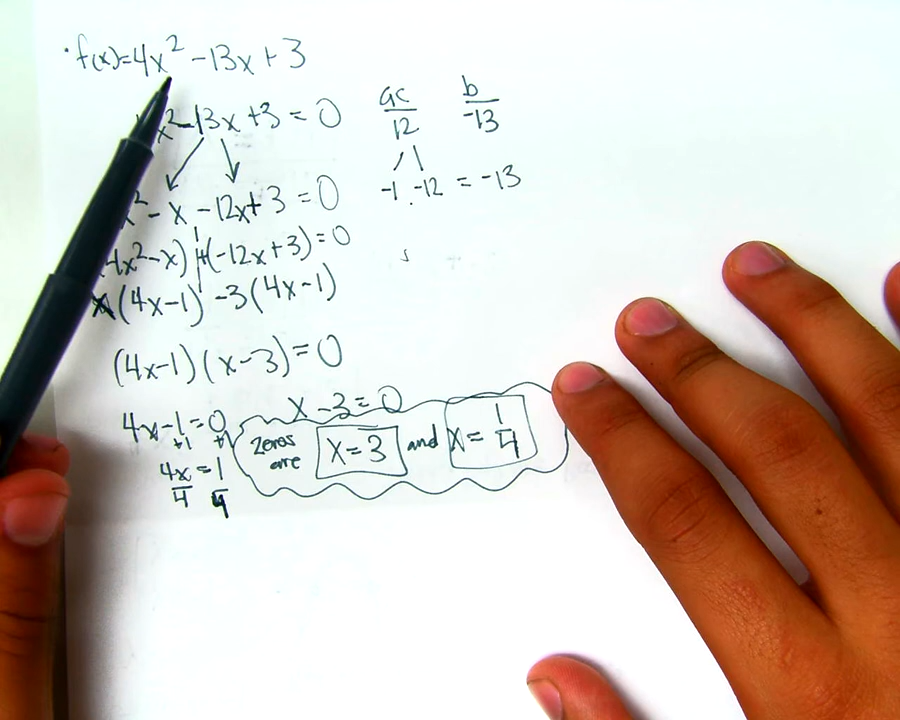 f(x)=4x² -13x+3
x²-13x+3=0
ac b
12 -13
-1 . -12 = -13
x² - x - 12x+3=0
4x²-x) +(-12x+3)=0
x(4x-1) -3(4x-1)
(4x-1)(x-3)=0
4x-1=0 x-3=0
+1 +1
4x=1
4 4
Zeros are x=3 and x= 1/4